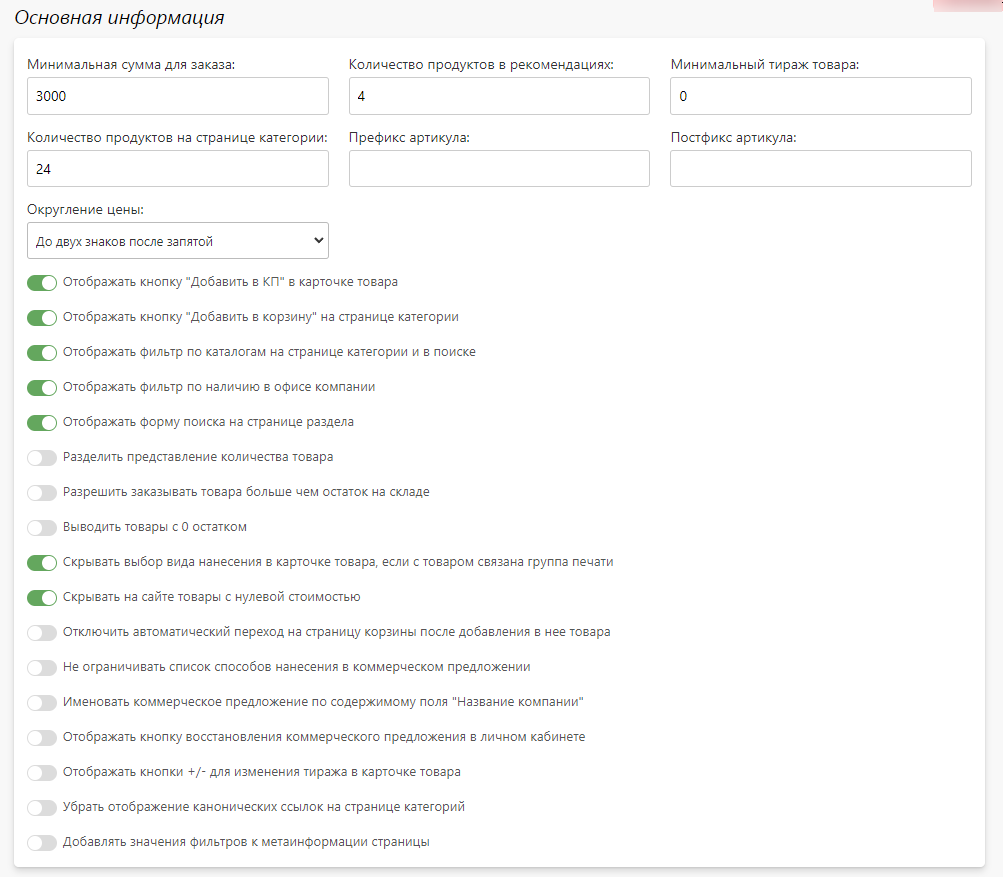 Основная информация
Минимальная сумма для заказа: Количество продуктов в рекомендациях: Минимальный тираж товара:
3000 4 0
Количество продуктов на странице категории: Префикс артикула: Постфикс артикула:
24
Округление цены:
До двух знаков после запятой
Отображать кнопку "Добавить в КП" в карточке товара
Отображать кнопку "Добавить в корзину" на странице категории
Отображать фильтр по каталогам на странице категории и в поиске
Отображать фильтр по наличию в офисе компании
Отображать форму поиска на странице раздела
Разделить представление количества товара
Разрешить заказывать товара больше чем остаток на складе
Выводить товары с 0 остатком
Скрывать выбор вида нанесения в карточке товара, если с товаром связана группа печати
Скрывать на сайте товары с нулевой стоимостью
Отключить автоматический переход на страницу корзины после добавления в нее товара
Не ограничивать список способов нанесения в коммерческом предложении
Именовать коммерческое предложение по содержимому поля "Название компании"
Отображать кнопку восстановления коммерческого предложения в личном кабинете
Отображать кнопки +/- для изменения тиража в карточке товара
Убрать отображение канонических ссылок на странице категорий
Добавлять значения фильтров к метаинформации страницы